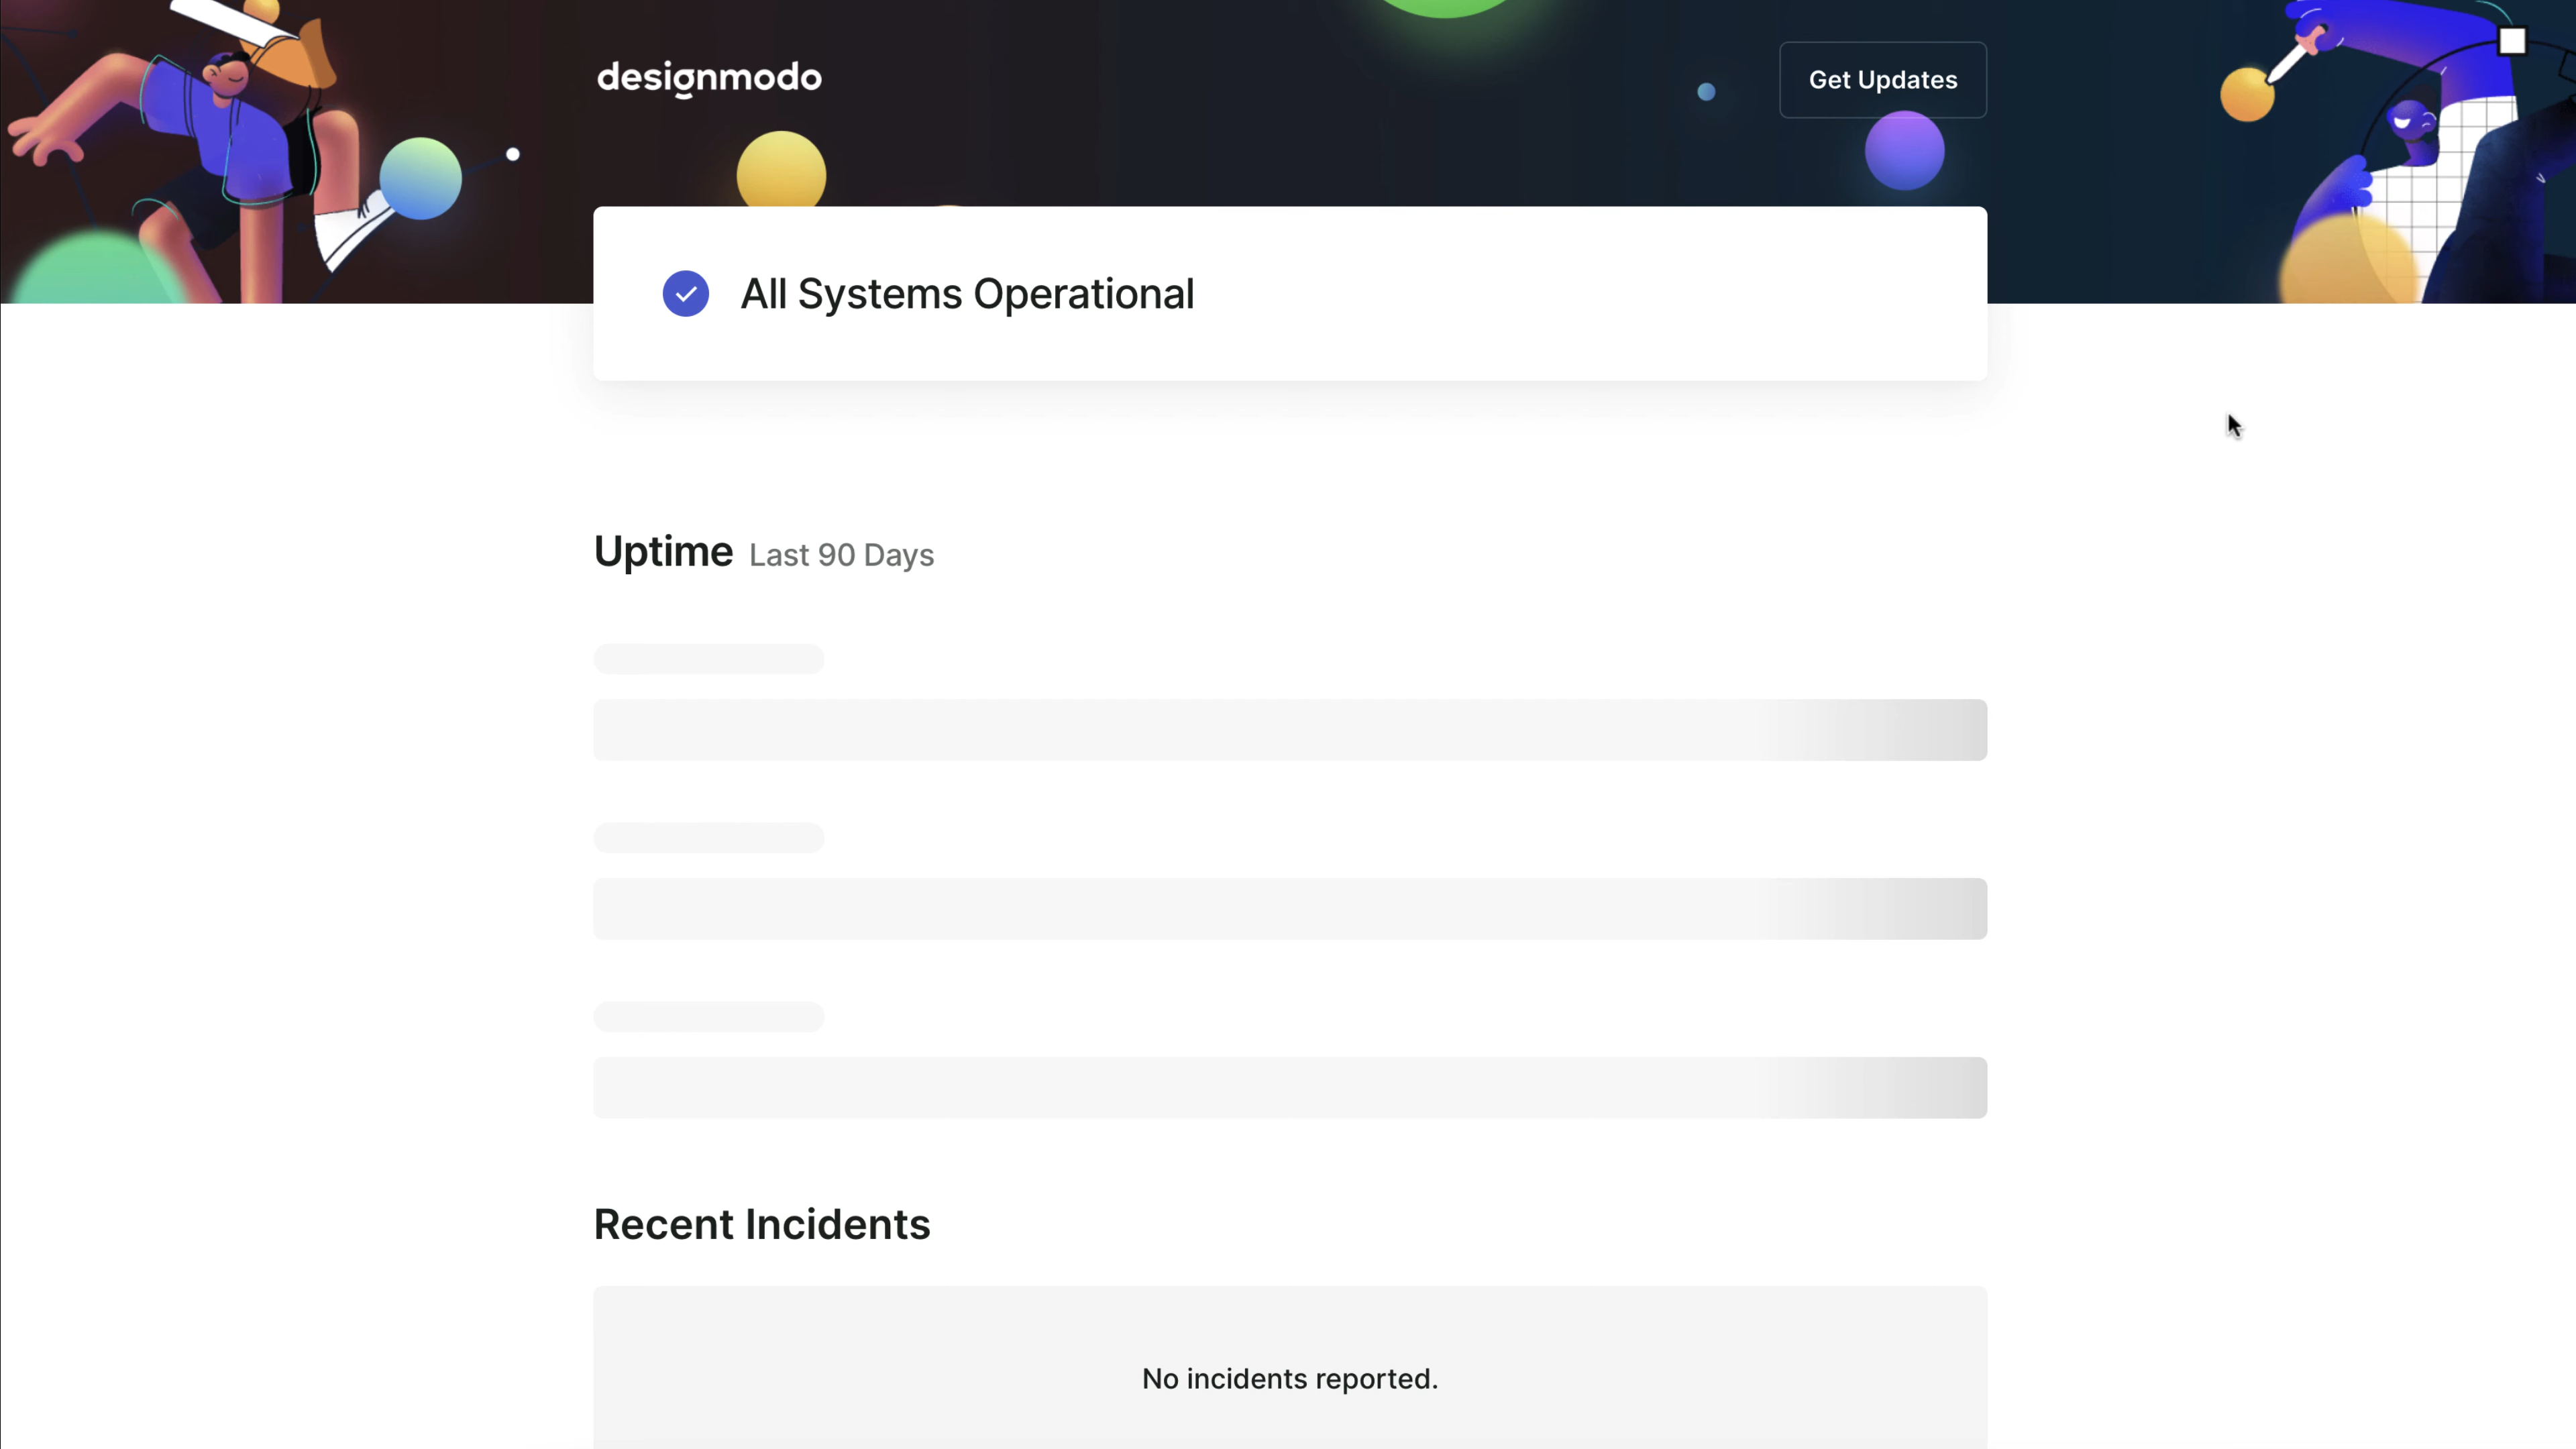 designmodo
Get Updates
All Systems Operational
Uptime Last 90 Days
Recent Incidents
No incidents reported.